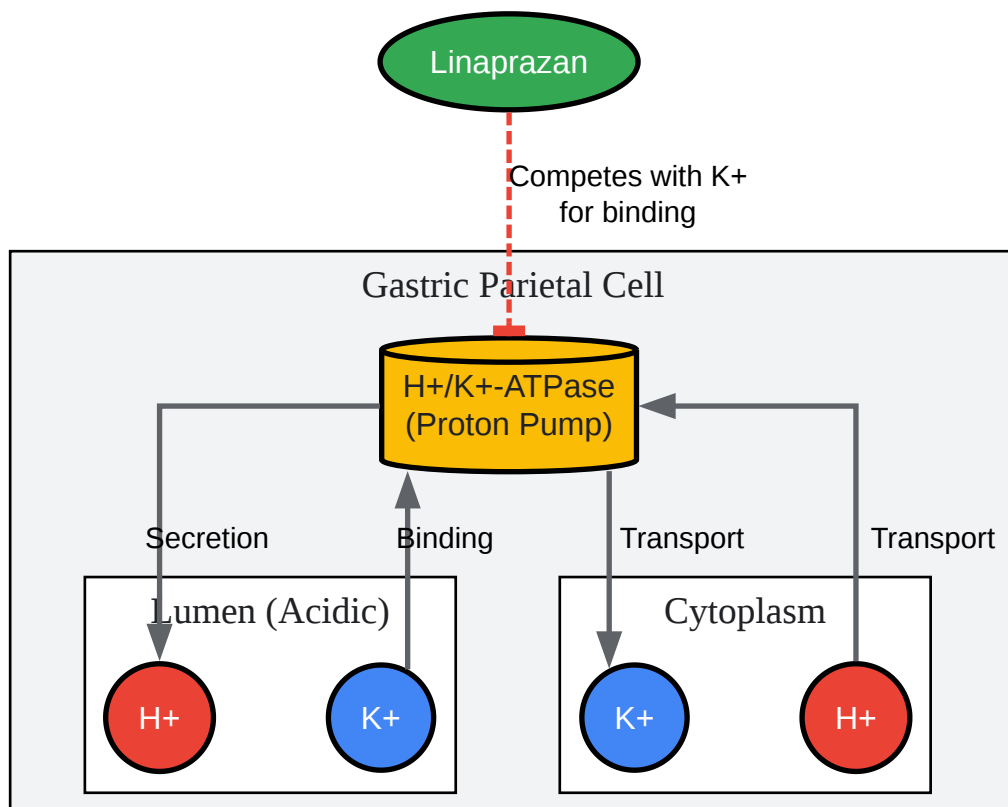 Linaprazan
Competes with K+
for binding
Gastric Parietal Cell
H+/K+-ATPase
(Proton Pump)
Secretion
Binding
Transport
Transport
Lumen (Acidic)
Cytoplasm
H+
K+
K+
H+